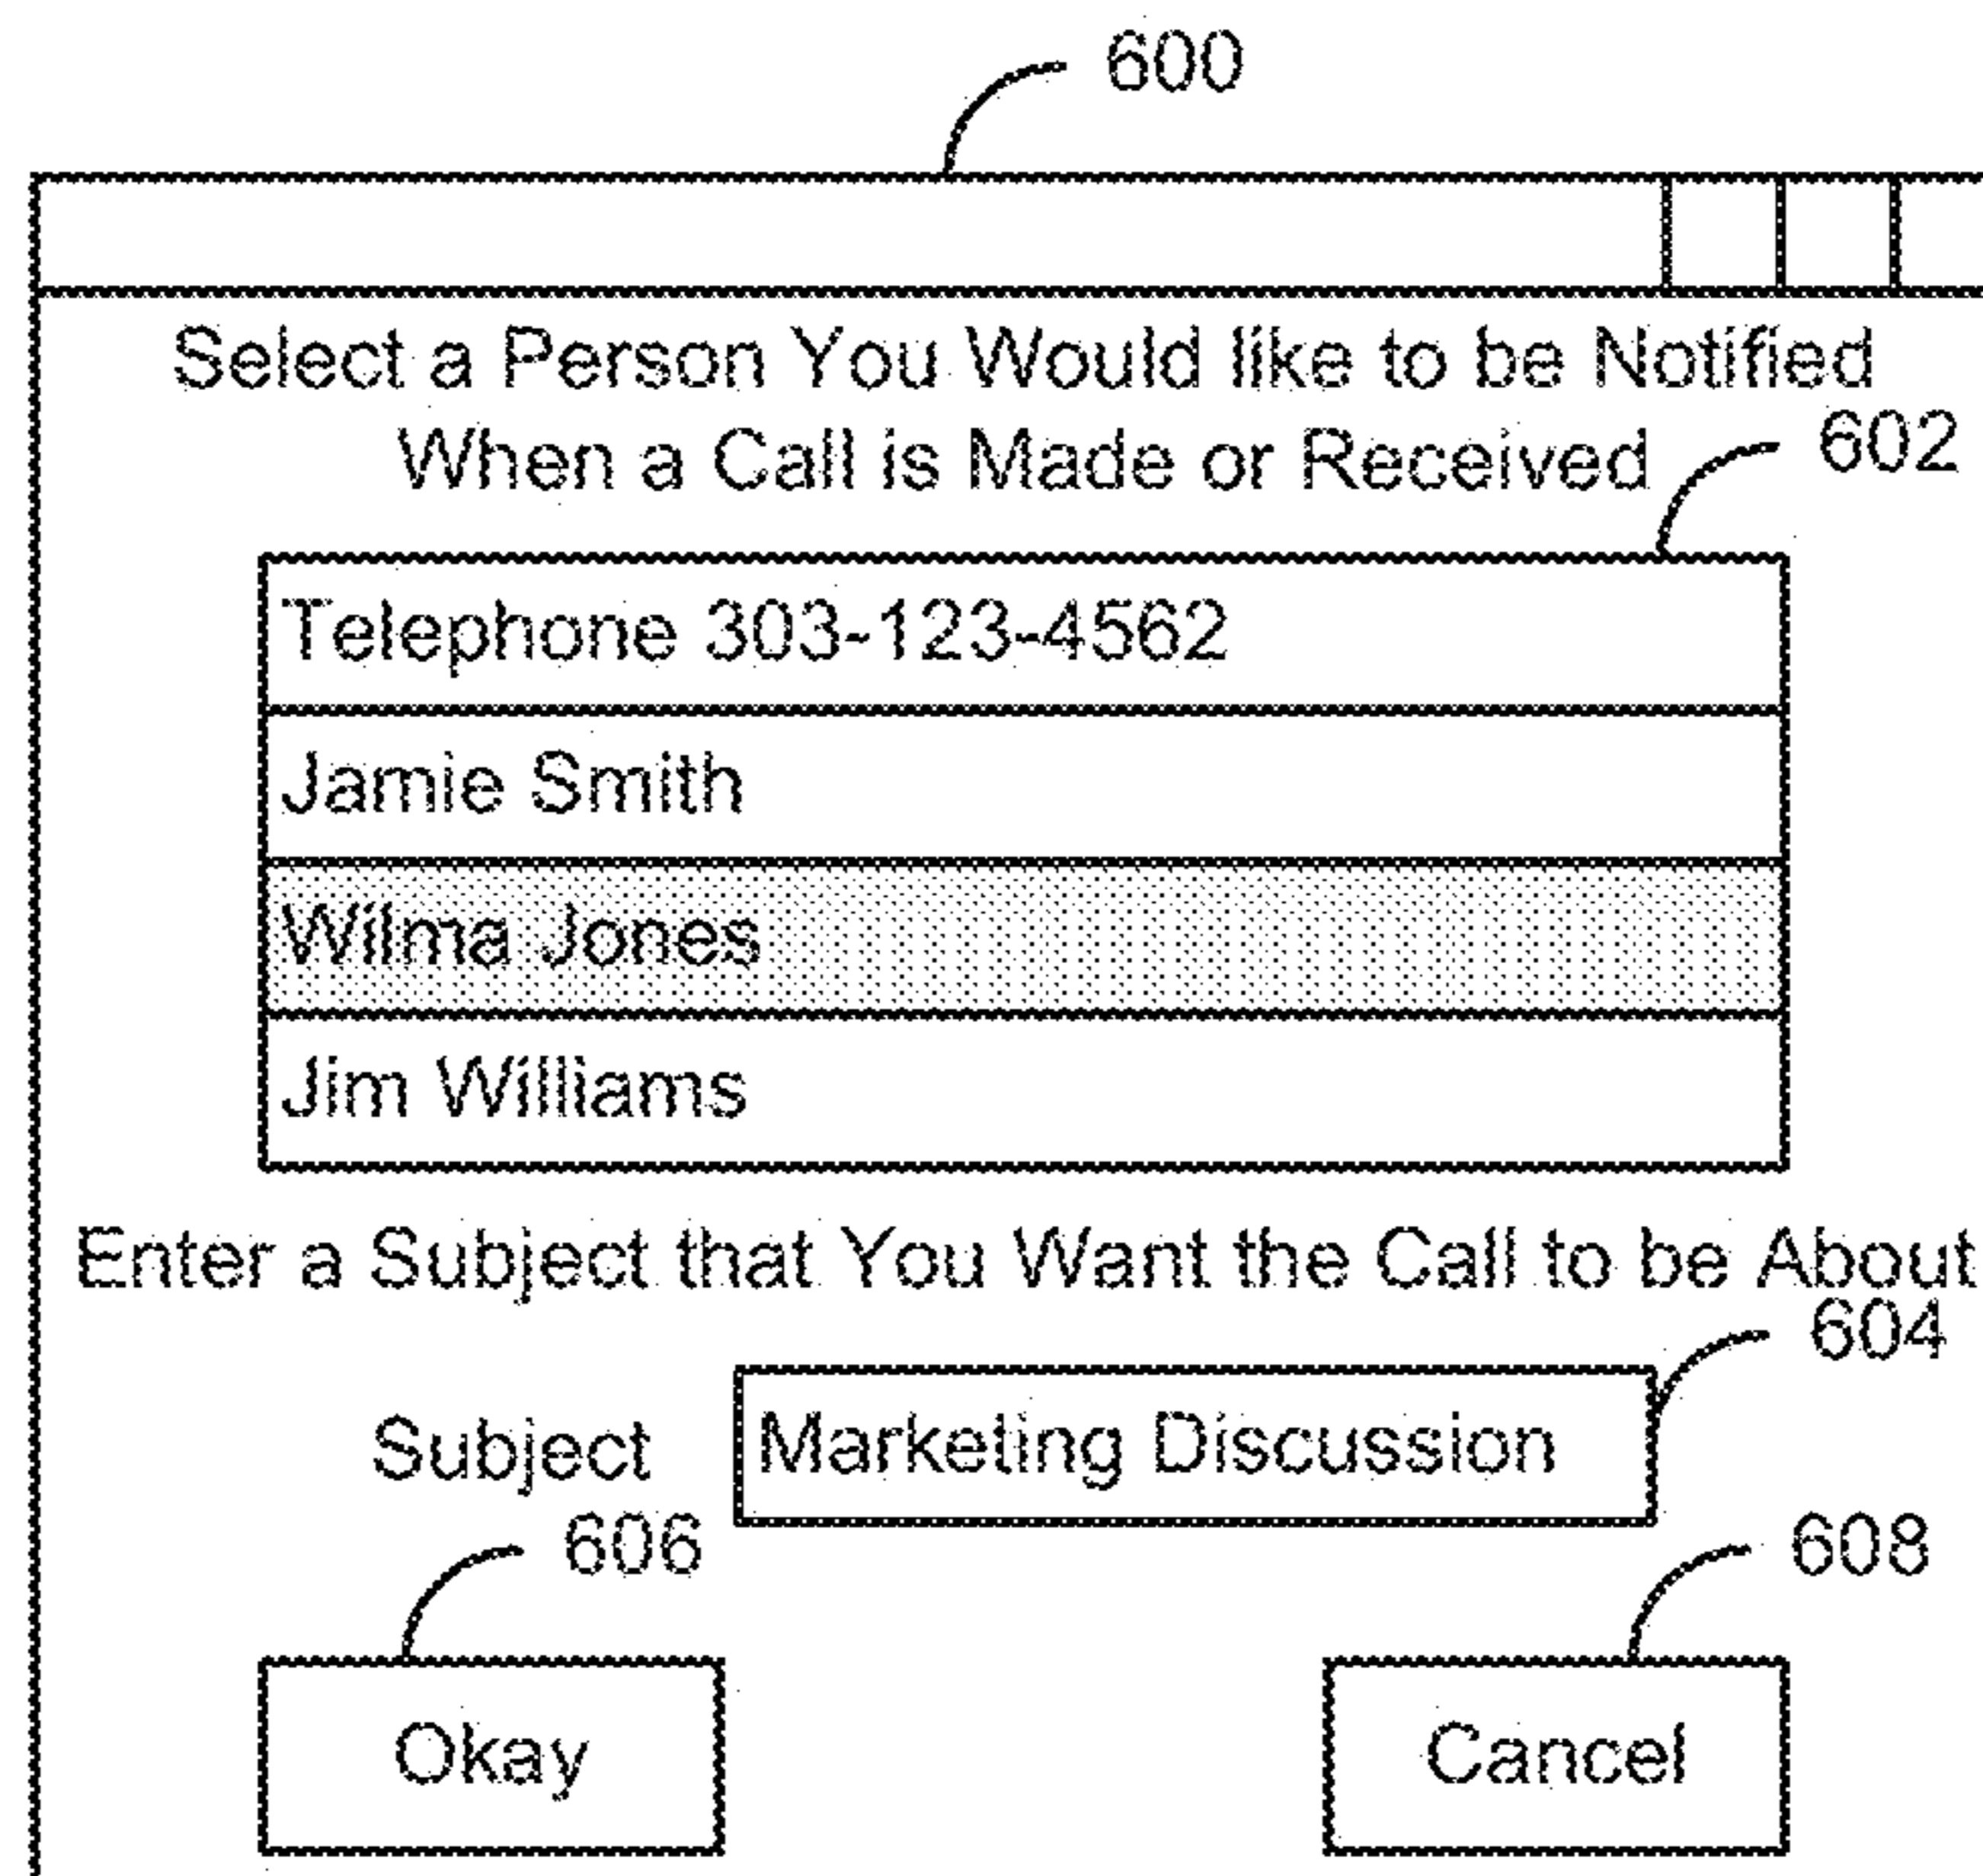 600
Select a Person You Would like to be Notified
When a Call is Made or Received
602
Telephone 303-123-4562
Jamie Smith
Wilma Jones
Jim Williams
Enter a Subject that You Want the Call to be About
604
Subject
Marketing Discussion
606
608
Okay
Cancel